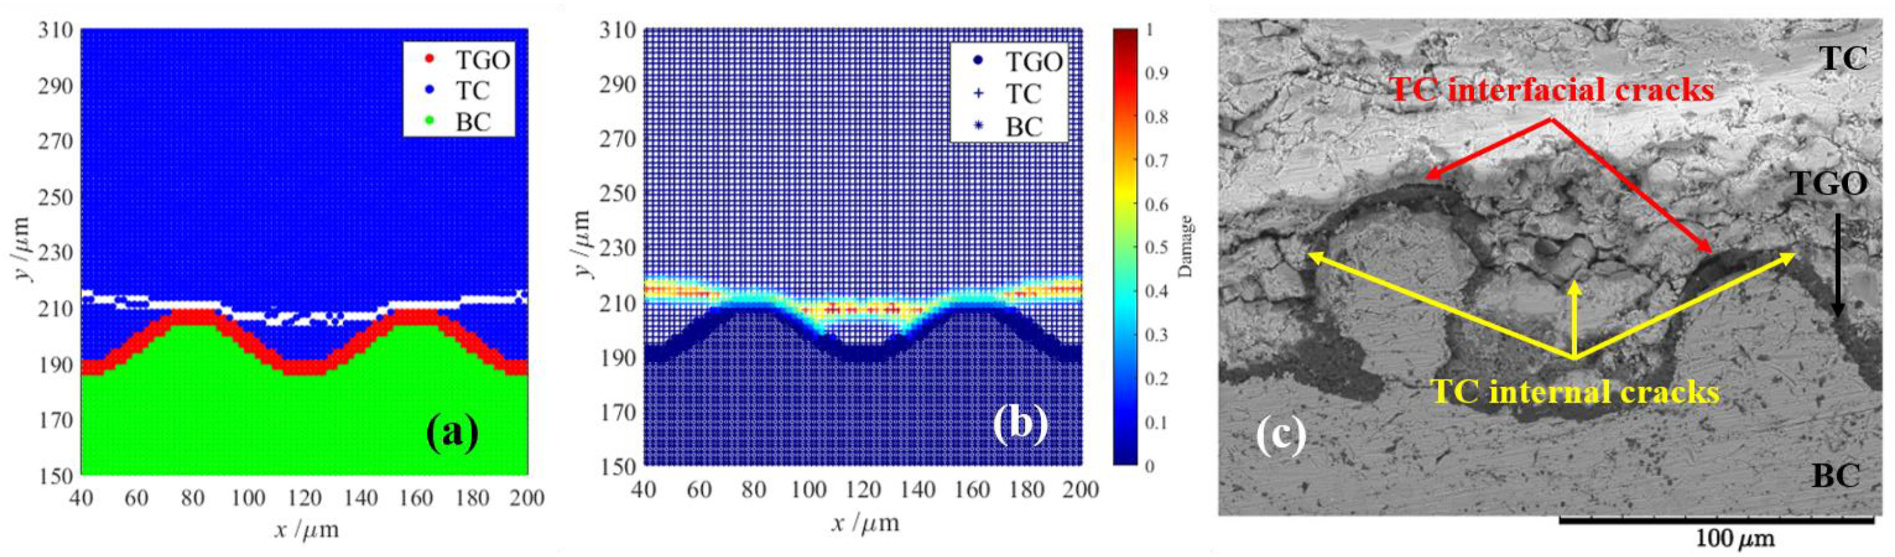 310
290
270
250
230
210
190
170
150
y /μm
TGO
TC
BC
(a)
40 60 80 100 120 140 160 180 200
x /μm
310
290
270
250
230
210
190
170
150
y /μm
TGO
TC
BC
(b)
40 60 80 100 120 140 160 180 200
x /μm
1
0.9
0.8
0.7
0.6
0.5
0.4
0.3
0.2
0.1
0
Damage
TC
TC interfacial cracks
TGO
TC internal cracks
(c)
BC
100 μm